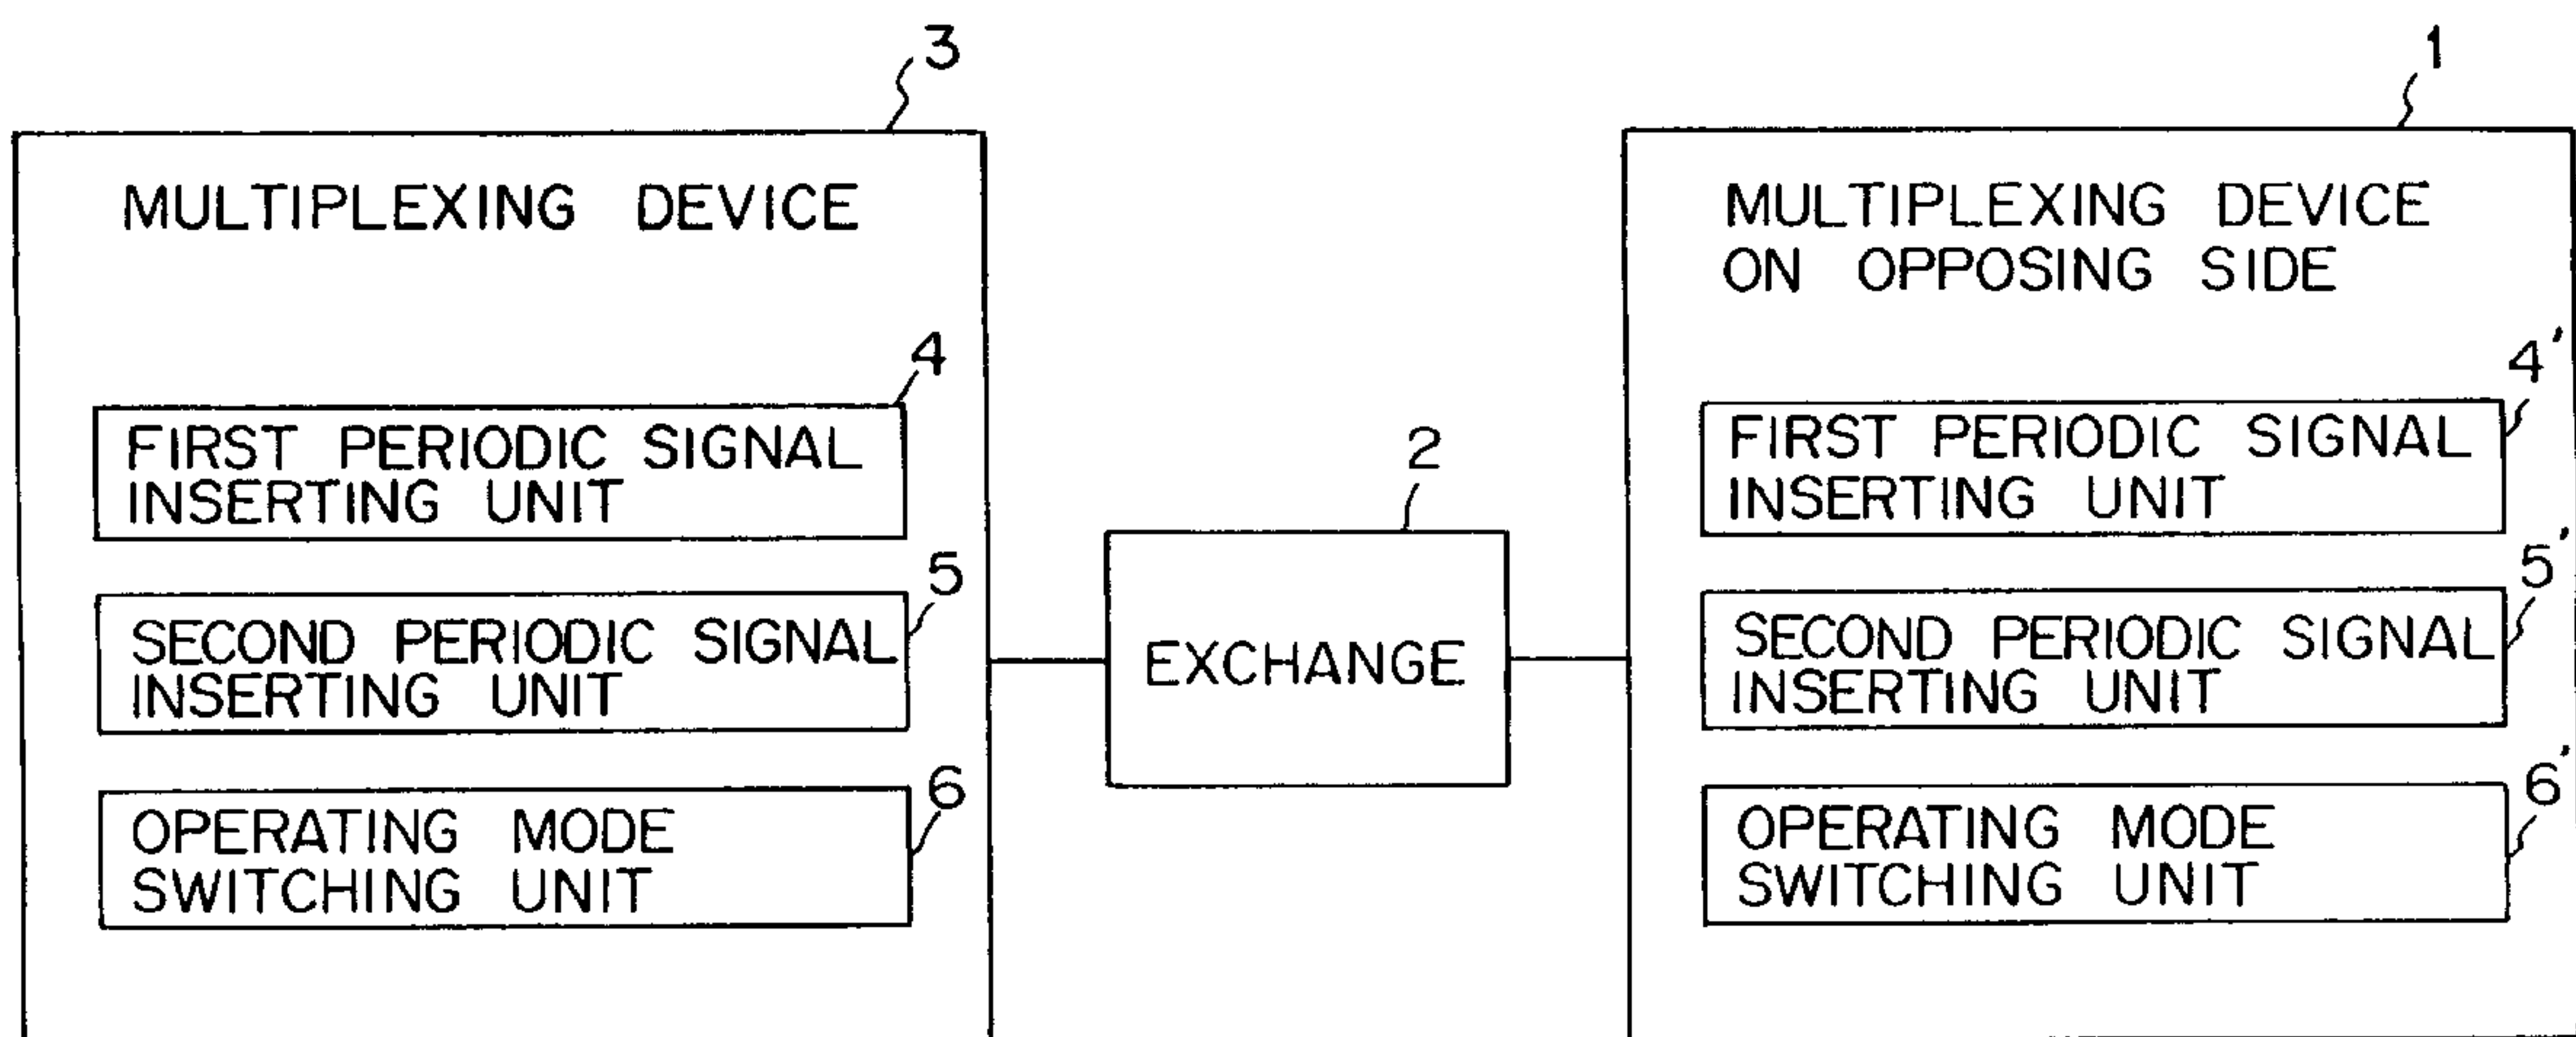 3
MULTIPLEXING DEVICE
4
FIRST PERIODIC SIGNAL
INSERTING UNIT
5
SECOND PERIODIC SIGNAL
INSERTING UNIT
6
OPERATING MODE
SWITCHING UNIT
2
EXCHANGE
1
MULTIPLEXING DEVICE
ON OPPOSING SIDE
4'
FIRST PERIODIC SIGNAL
INSERTING UNIT
5'
SECOND PERIODIC SIGNAL
INSERTING UNIT
6'
OPERATING MODE
SWITCHING UNIT